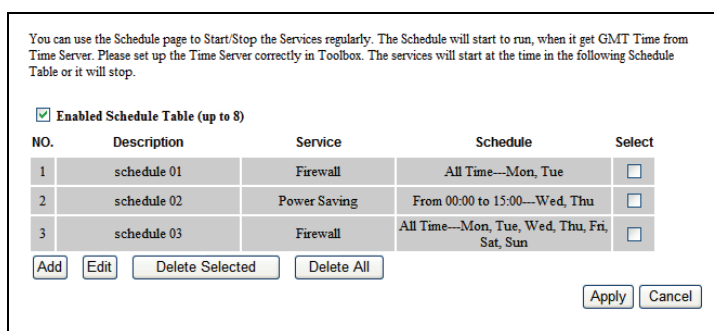 You can use the Schedule page to Start/Stop the Services regularly. The Schedule will start to run, when it get GMT Time from
Time Server. Please set up the Time Server correctly in Toolbox. The services will start at the time in the following Schedule
Table or it will stop.
Enabled Schedule Table (up to 8)
NO. Description Service Schedule Select
1 schedule 01 Firewall All Time---Mon, Tue
2 schedule 02 Power Saving From 00:00 to 15:00---Wed, Thu
3 schedule 03 Firewall All Time---Mon, Tue, Wed, Thu, Fri,
Sat, Sun
Add Edit Delete Selected Delete All
Apply Cancel